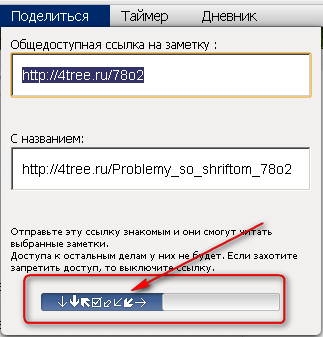 Поделиться Таймер Дневник
Общедоступная ссылка на заметку :
http://4tree.ru/78o2
С названием:
http://4tree.ru/Problemy_so_shriftom_78o2
Отправте эту ссылку знакомым и они смогут читать
выбранные заметки.
Доступа к остальным делам у них не будет. Если захотите
запретить доступ, то выключите ссылку.